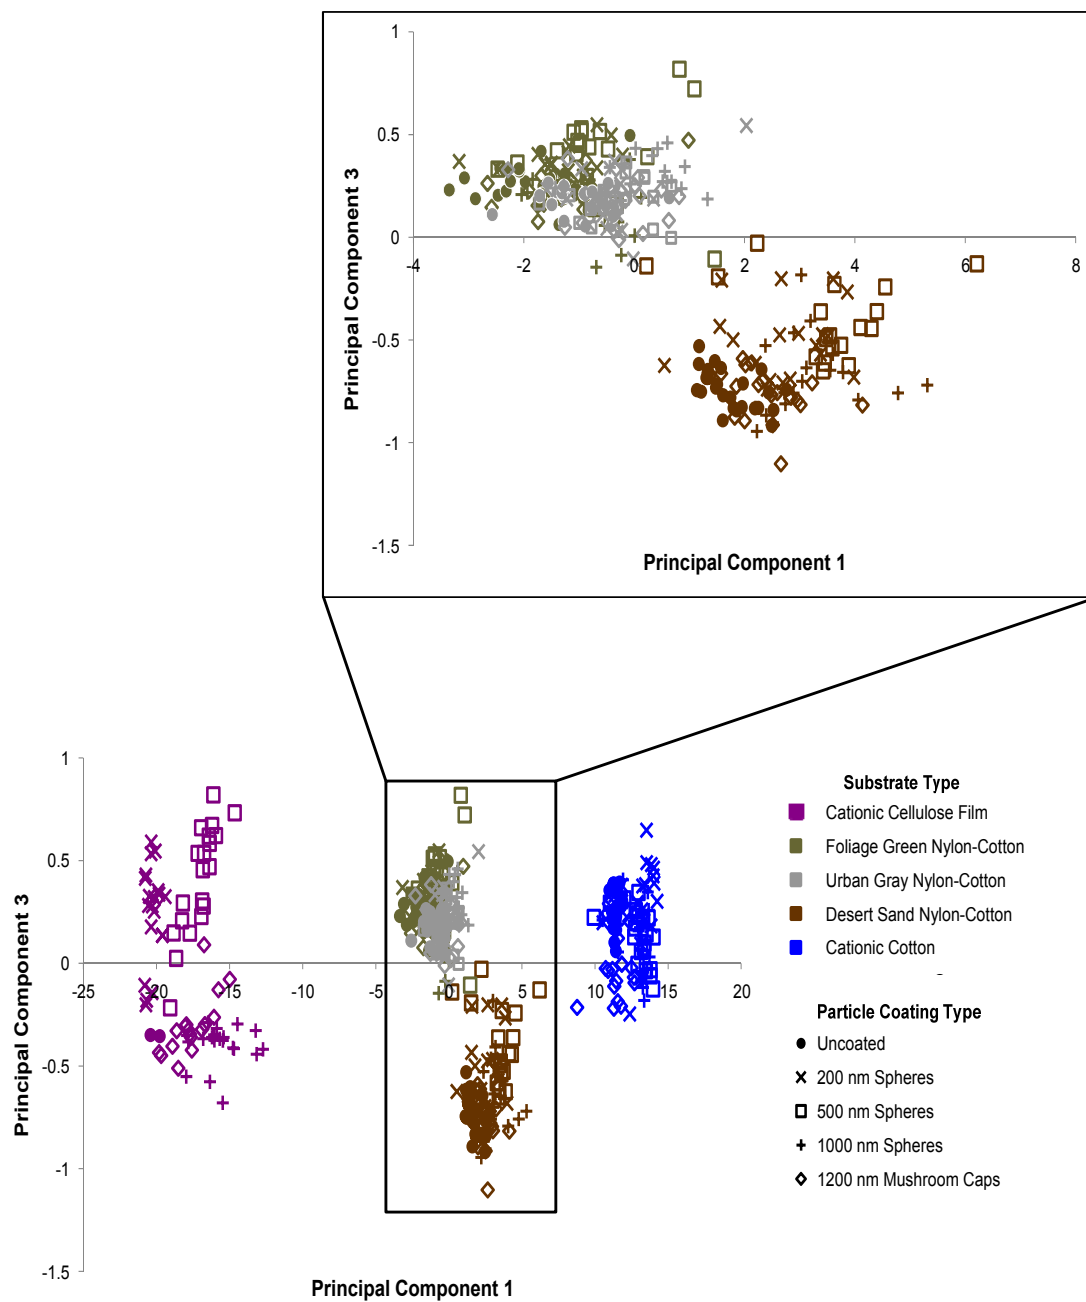 1
0.5
0
-0.5
-1
-1.5
-4
-2
0
2
4
6
8
Principal Component 3
Principal Component 1
1
0.5
0
-0.5
-1
-1.5
-25
-20
-15
-10
-5
0
5
10
15
20
Principal Component 3
Principal Component 1
Substrate Type
Cationic Cellulose Film
Foliage Green Nylon-Cotton
Urban Gray Nylon-Cotton
Desert Sand Nylon-Cotton
Cationic Cotton
Particle Coating Type
Uncoated
200 nm Spheres
500 nm Spheres
1000 nm Spheres
1200 nm Mushroom Caps